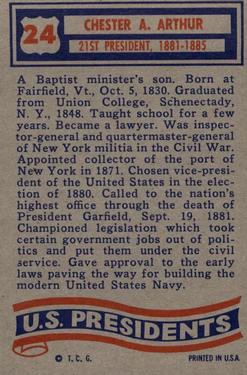 24
CHESTER A. ARTHUR
21ST PRESIDENT, 1881-1885
A Baptist minister's son. Born at
Fairfield, Vt., Oct. 5, 1830. Graduated
from Union College, Schenectady,
N. Y., 1848. Taught school for a few
years. Became a lawyer. Was inspec-
tor-general and quartermaster-general
of New York militia in the Civil War.
Appointed collector of the port of
New York in 1871. Chosen vice-presi-
dent of the United States in the elec-
tion of 1880. Called to the nation's
highest office through the death of
President Garfield, Sept. 19, 1881.
Championed legislation which took
certain government jobs out of poli-
tics and put them under the civil
service. Gave approval to the early
laws paving the way for building the
modern United States Navy.
U.S. PRESIDENTS
© T. C. G.
PRINTED IN U.S.A.